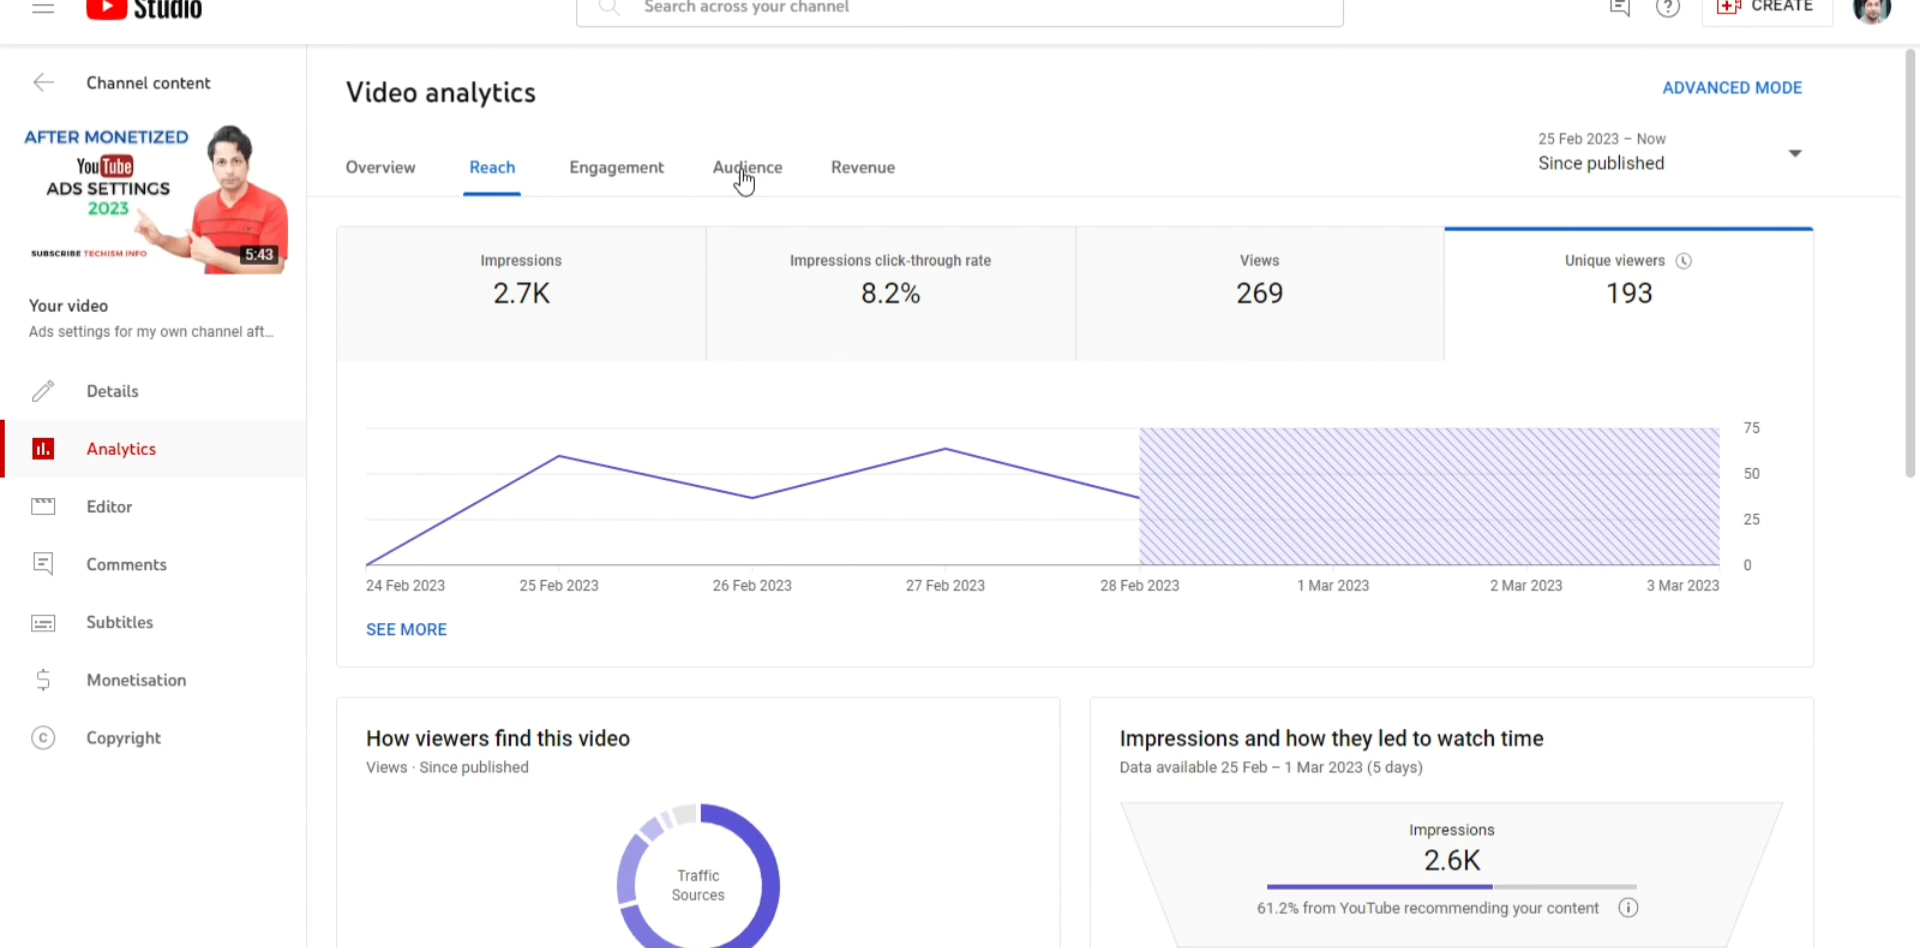 Studio
Search across your channel
CREATE
Channel content
AFTER MONETIZED
YouTube
ADS SETTINGS
2023
SUBSCRIBE TECHISM INFO
5:43
Your video
Ads settings for my own channel aft...
Details
Analytics
Editor
Comments
Subtitles
Monetisation
Copyright
Video analytics
ADVANCED MODE
25 Feb 2023 – Now
Since published
Overview
Reach
Engagement
Audience
Revenue
Impressions
2.7K
Impressions click-through rate
8.2%
Views
269
Unique viewers
193
75
50
25
0
24 Feb 2023
25 Feb 2023
26 Feb 2023
27 Feb 2023
28 Feb 2023
1 Mar 2023
2 Mar 2023
3 Mar 2023
SEE MORE
How viewers find this video
Views · Since published
Traffic
Sources
Impressions and how they led to watch time
Data available 25 Feb – 1 Mar 2023 (5 days)
Impressions
2.6K
61.2% from YouTube recommending your content